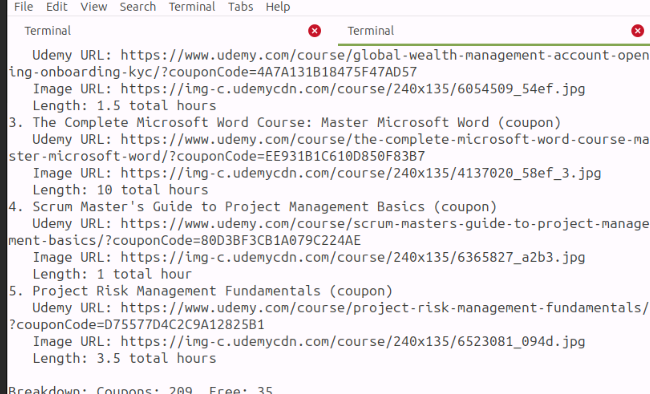 File Edit View Search Terminal Tabs Help
Terminal Terminal
Udemy URL: https://www.udemy.com/course/global-wealth-management-account-open
ing-onboarding-kyc/?couponCode=4A7A131B18475F47AD57
Image URL: https://img-c.udemycdn.com/course/240x135/6054509_54ef.jpg
Length: 1.5 total hours
3. The Complete Microsoft Word Course: Master Microsoft Word (coupon)
Udemy URL: https://www.udemy.com/course/the-complete-microsoft-word-course-ma
ster-microsoft-word/?couponCode=EE931B1C610D850F83B7
Image URL: https://img-c.udemycdn.com/course/240x135/4137020_58ef_3.jpg
Length: 10 total hours
4. Scrum Master's Guide to Project Management Basics (coupon)
Udemy URL: https://www.udemy.com/course/scrum-masters-guide-to-project-manage
ment-basics/?couponCode=80D3BF3CB1A079C224AE
Image URL: https://img-c.udemycdn.com/course/240x135/6365827_a2b3.jpg
Length: 1 total hour
5. Project Risk Management Fundamentals (coupon)
Udemy URL: https://www.udemy.com/course/project-risk-management-fundamentals/
?couponCode=D75577D4C2C9A12825B1
Image URL: https://img-c.udemycdn.com/course/240x135/6523081_094d.jpg
Length: 3.5 total hours
Breakdown: Coupons: 209, Free: 35